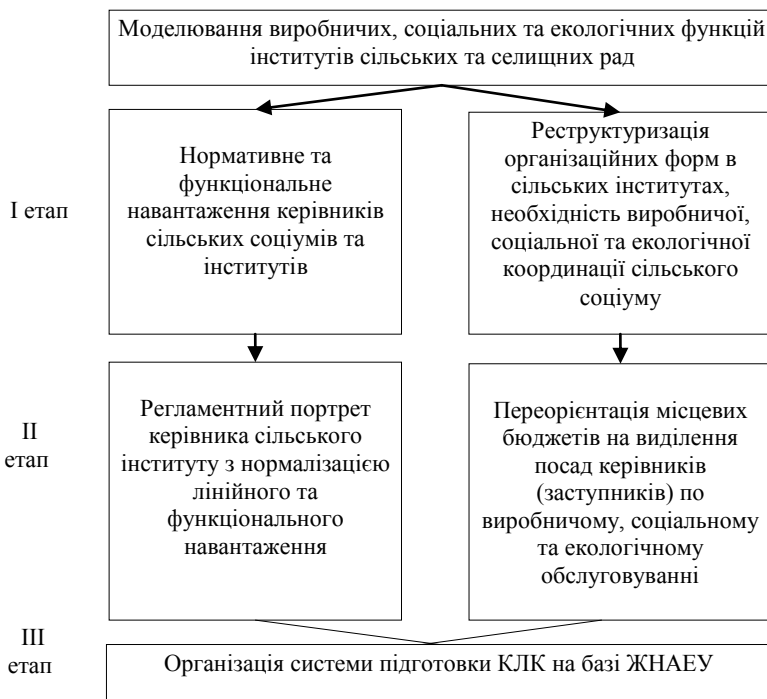 Моделювання виробничих, соціальних та екологічних функцій
інститутів сільських та селищних рад
I етап
Нормативне та
функціональне
навантаження керівників
сільських соціумів та
інститутів
Реструктуризація
організаційних форм в
сільських інститутах,
необхідність виробничої,
соціальної та екологічної
координації сільського
соціуму
II
етап
Регламентний портрет
керівника сільського
інституту з нормалізацією
лінійного та
функціонального
навантаження
Переорієнтація місцевих
бюджетів на виділення
посад керівників
(заступників) по
виробничому, соціальному
та екологічному
обслуговуванні
III
етап
Організація системи підготовки КЛК на базі ЖНАЕУ